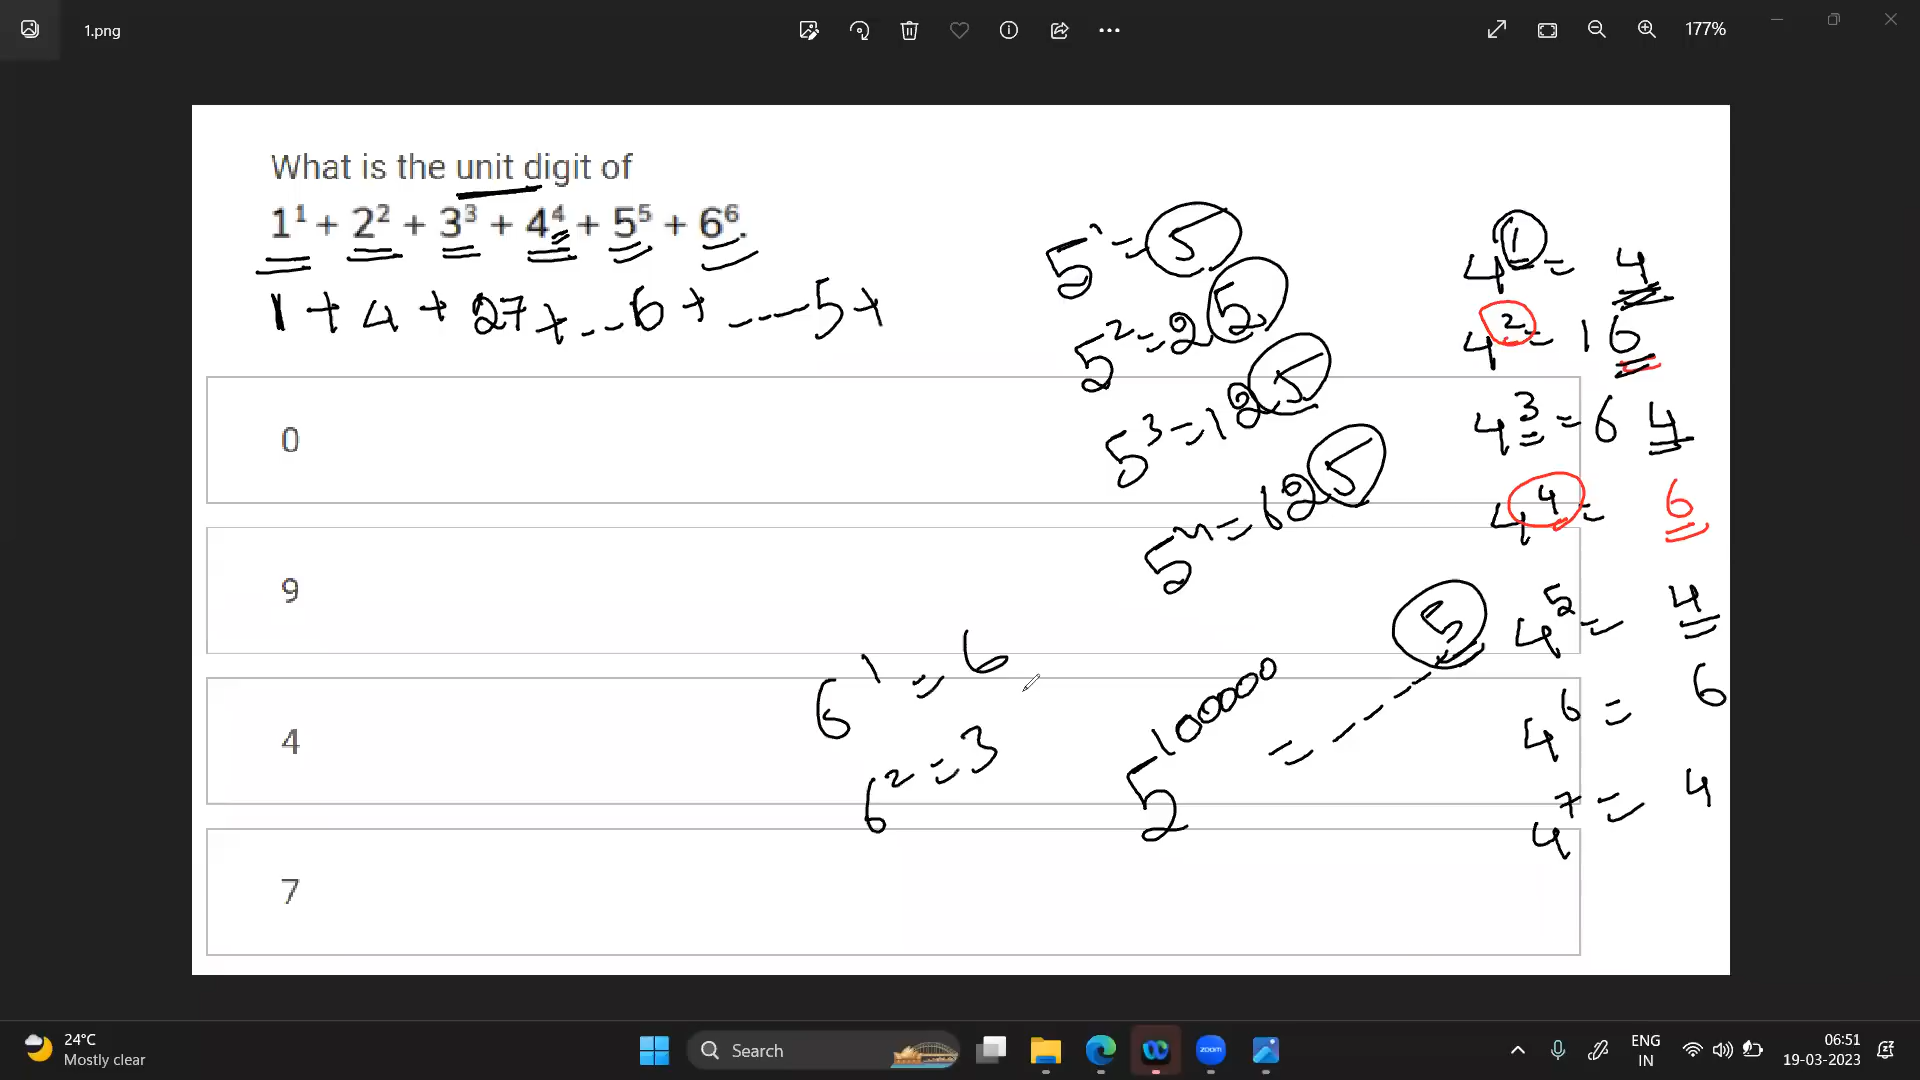 1.png
177%
What is the unit digit of
1¹ + 2² + 3³ + 4⁴ + 5⁵ + 6⁶.
1 + 4 + 27 + ---6 + ----5 +
0
9
4
7
5¹ = 5
5² = 25
5³ = 125
5ⁿ = 625
5¹⁰⁰⁰⁰⁰ = ------5
6¹ = 6
6² = 3
4¹ = 4
4² = 16
4³ = 64
4⁴ = 6
4⁵ = 4
4⁶ = 6
4⁷ = 4
24°C
Mostly clear
Search
zoom
ENG
IN
06:51
19-03-2023